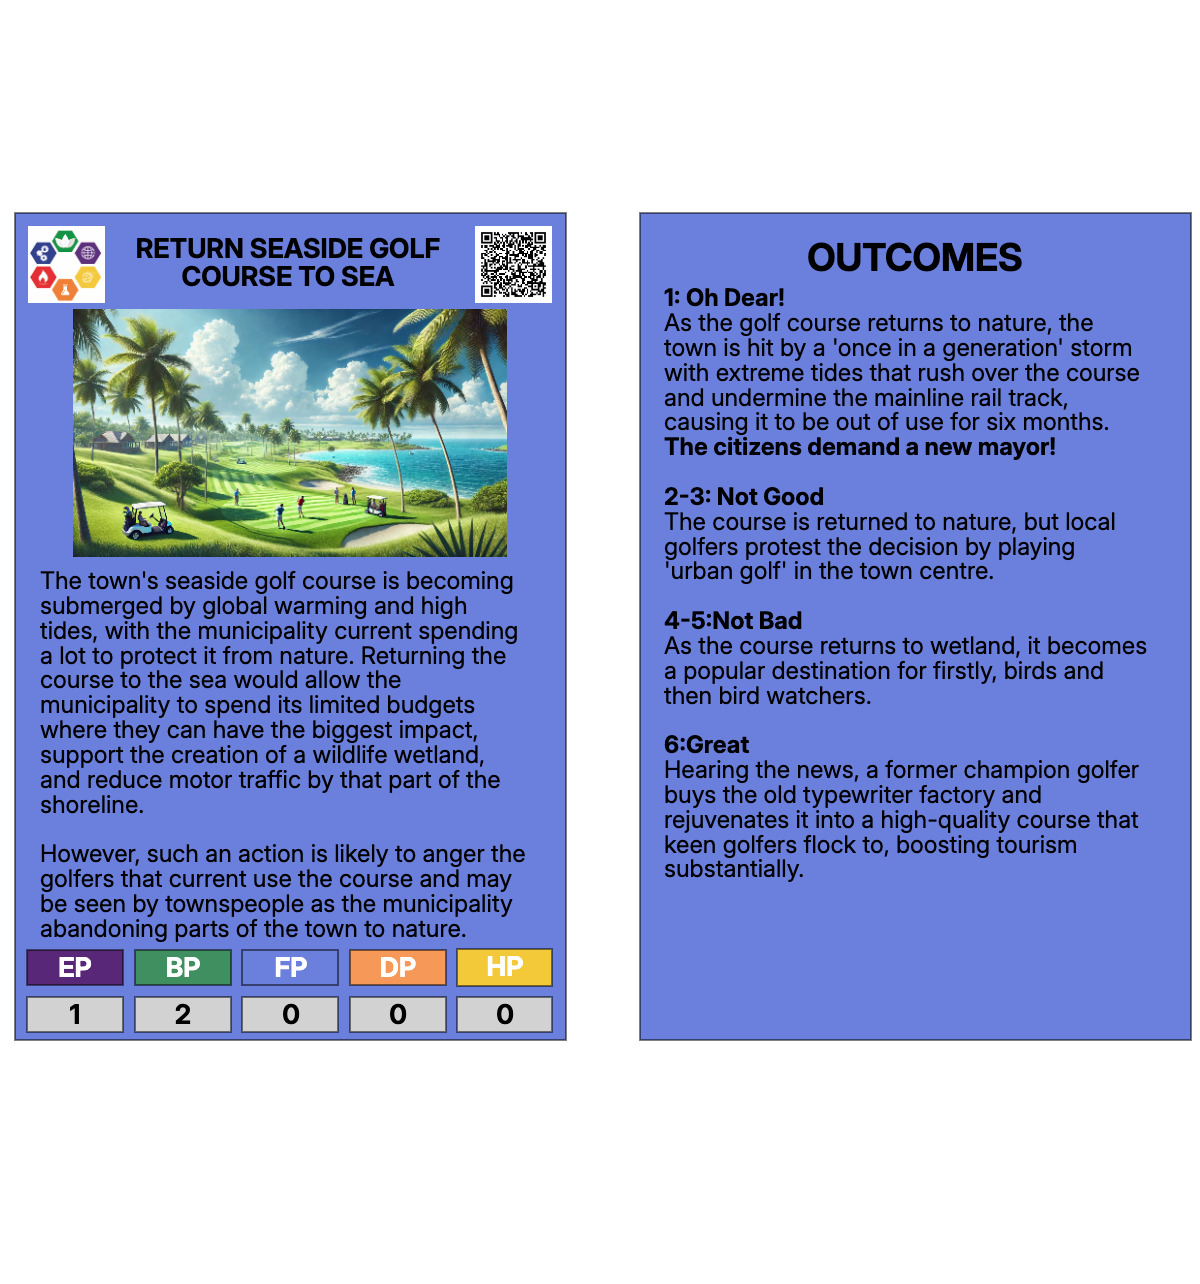 RETURN SEASIDE GOLF
COURSE TO SEA
The town's seaside golf course is becoming
submerged by global warming and high
tides, with the municipality current spending
a lot to protect it from nature. Returning the
course to the sea would allow the
municipality to spend its limited budgets
where they can have the biggest impact,
support the creation of a wildlife wetland,
and reduce motor traffic by that part of the
shoreline.
However, such an action is likely to anger the
golfers that current use the course and may
be seen by townspeople as the municipality
abandoning parts of the town to nature.
EP BP FP DP HP
1 2 0 0 0
OUTCOMES
1: Oh Dear!
As the golf course returns to nature, the
town is hit by a 'once in a generation' storm
with extreme tides that rush over the course
and undermine the mainline rail track,
causing it to be out of use for six months.
The citizens demand a new mayor!
2-3: Not Good
The course is returned to nature, but local
golfers protest the decision by playing
'urban golf' in the town centre.
4-5:Not Bad
As the course returns to wetland, it becomes
a popular destination for firstly, birds and
then bird watchers.
6:Great
Hearing the news, a former champion golfer
buys the old typewriter factory and
rejuvenates it into a high-quality course that
keen golfers flock to, boosting tourism
substantially.